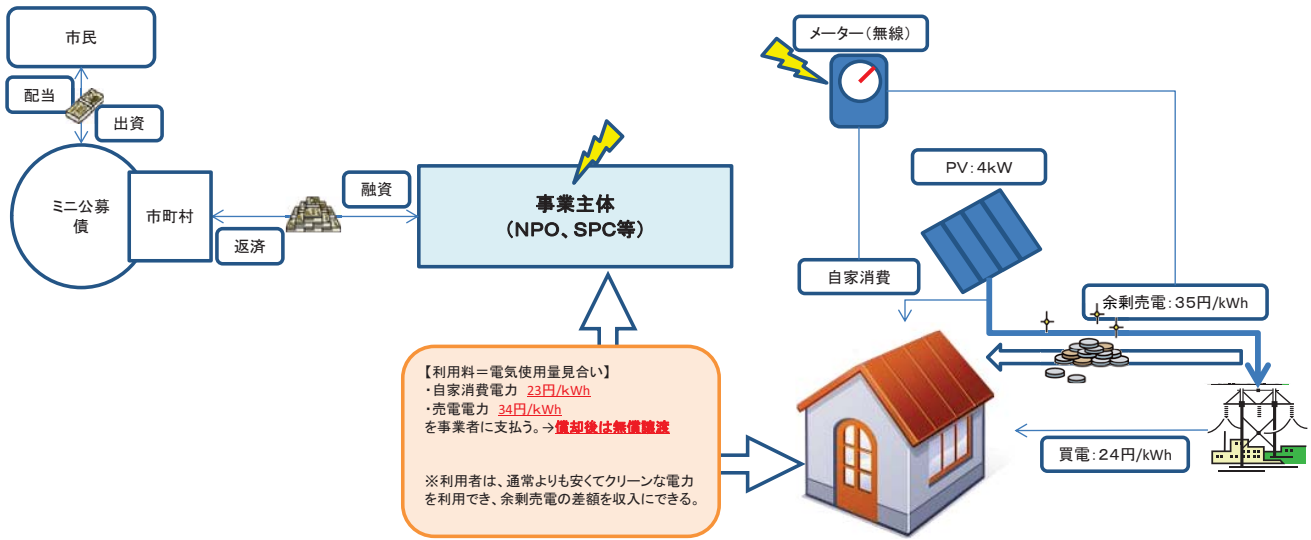 市民
配当
出資
ミニ公募
債
市町村
融資
返済
事業主体
（NPO、SPC等）
メーター（無線）
PV：4kW
自家消費
余剰売電：35円/kWh
買電：24円/kWh
【利用料＝電気使用量見合い】
・自家消費電力 23円/kWh
・売電電力 34円/kWh
を事業者に支払う。→償却後は無償譲渡
※利用者は、通常よりも安くてクリーンな電力
を利用でき、余剰売電の差額を収入にできる。